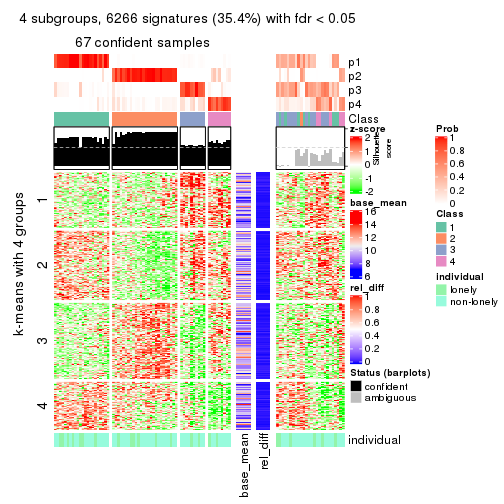 4 subgroups, 6266 signatures (35.4%) with fdr < 0.05
67 confident samples
p1
p2
p3
p4
Class
Silhouette score
k-means with 4 groups
1
2
3
4
individual
base_mean
rel_diff
z-score
2
1
0
-1
-2
base_mean
16
14
12
10
8
6
rel_diff
1
0.8
0.6
0.4
0.2
0
Status (barplots)
confident
ambiguous
Prob
1
0.8
0.6
0.4
0.2
0
Class
1
2
3
4
individual
lonely
non-lonely